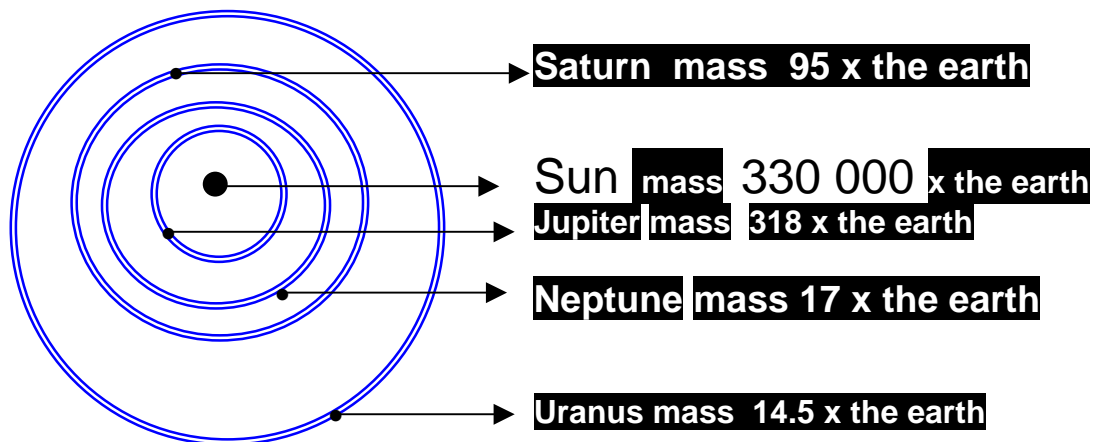 Saturn mass 95 x the earth
Sun mass 330 000 x the earth
Jupiter mass 318 x the earth
Neptune mass 17 x the earth
Uranus mass 14.5 x the earth